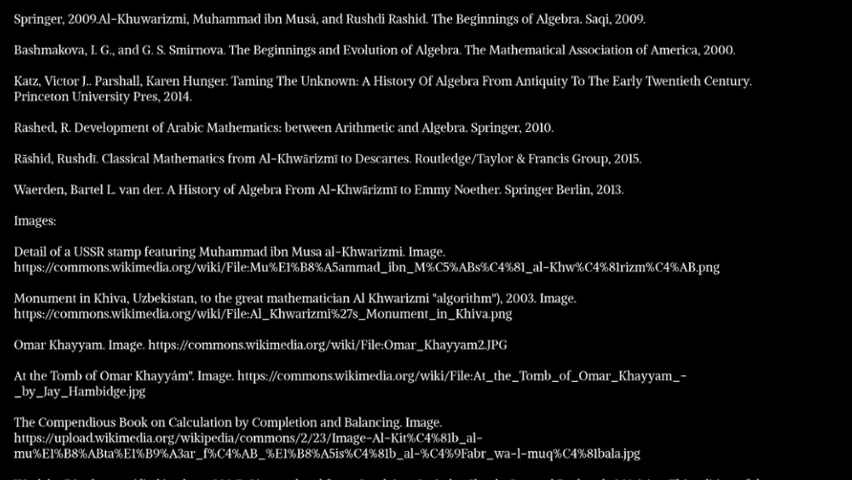 Springer, 2009.Al-Khuwarizmi, Muhammad ibn Musá, and Rushdi Rashid. The Beginnings of Algebra. Saqi, 2009.
Bashmakova, I. G., and G. S. Smirnova. The Beginnings and Evolution of Algebra. The Mathematical Association of America, 2000.
Katz, Victor J.. Parshall, Karen Hunger. Taming The Unknown: A History Of Algebra From Antiquity To The Early Twentieth Century.
Princeton University Pres, 2014.
Rashed, R. Development of Arabic Mathematics: between Arithmetic and Algebra. Springer, 2010.
Rāshid, Rushdī. Classical Mathematics from Al-Khwārizmī to Descartes. Routledge/Taylor & Francis Group, 2015.
Waerden, Bartel L. van der. A History of Algebra From Al-Khwārizmī to Emmy Noether. Springer Berlin, 2013.
Images:
Detail of a USSR stamp featuring Muhammad ibn Musa al-Khwarizmi. Image.
https://commons.wikimedia.org/wiki/File:Mu%E1%B8%A5ammad_ibn_M%C5%ABs%C4%81_al-Khw%C4%81rizm%C4%AB.png
Monument in Khiva, Uzbekistan, to the great mathematician Al Khwarizmi "algorithm"), 2003. Image.
https://commons.wikimedia.org/wiki/File:Al_Khwarizmi%27s_Monument_in_Khiva.png
Omar Khayyam. Image. https://commons.wikimedia.org/wiki/File:Omar_Khayyam2.JPG
At the Tomb of Omar Khayyám". Image. https://commons.wikimedia.org/wiki/File:At_the_Tomb_of_Omar_Khayyam_-
_by_Jay_Hambidge.jpg
The Compendious Book on Calculation by Completion and Balancing. Image.
https://upload.wikimedia.org/wikipedia/commons/2/23/Image-Al-Kit%C4%81b_al-
mu%E1%B8%ABta%E1%B9%A3ar_f%C4%AB_%E1%B8%A5is%C4%81b_al-%C4%9Fabr_wa-l-muq%C4%81bala.jpg